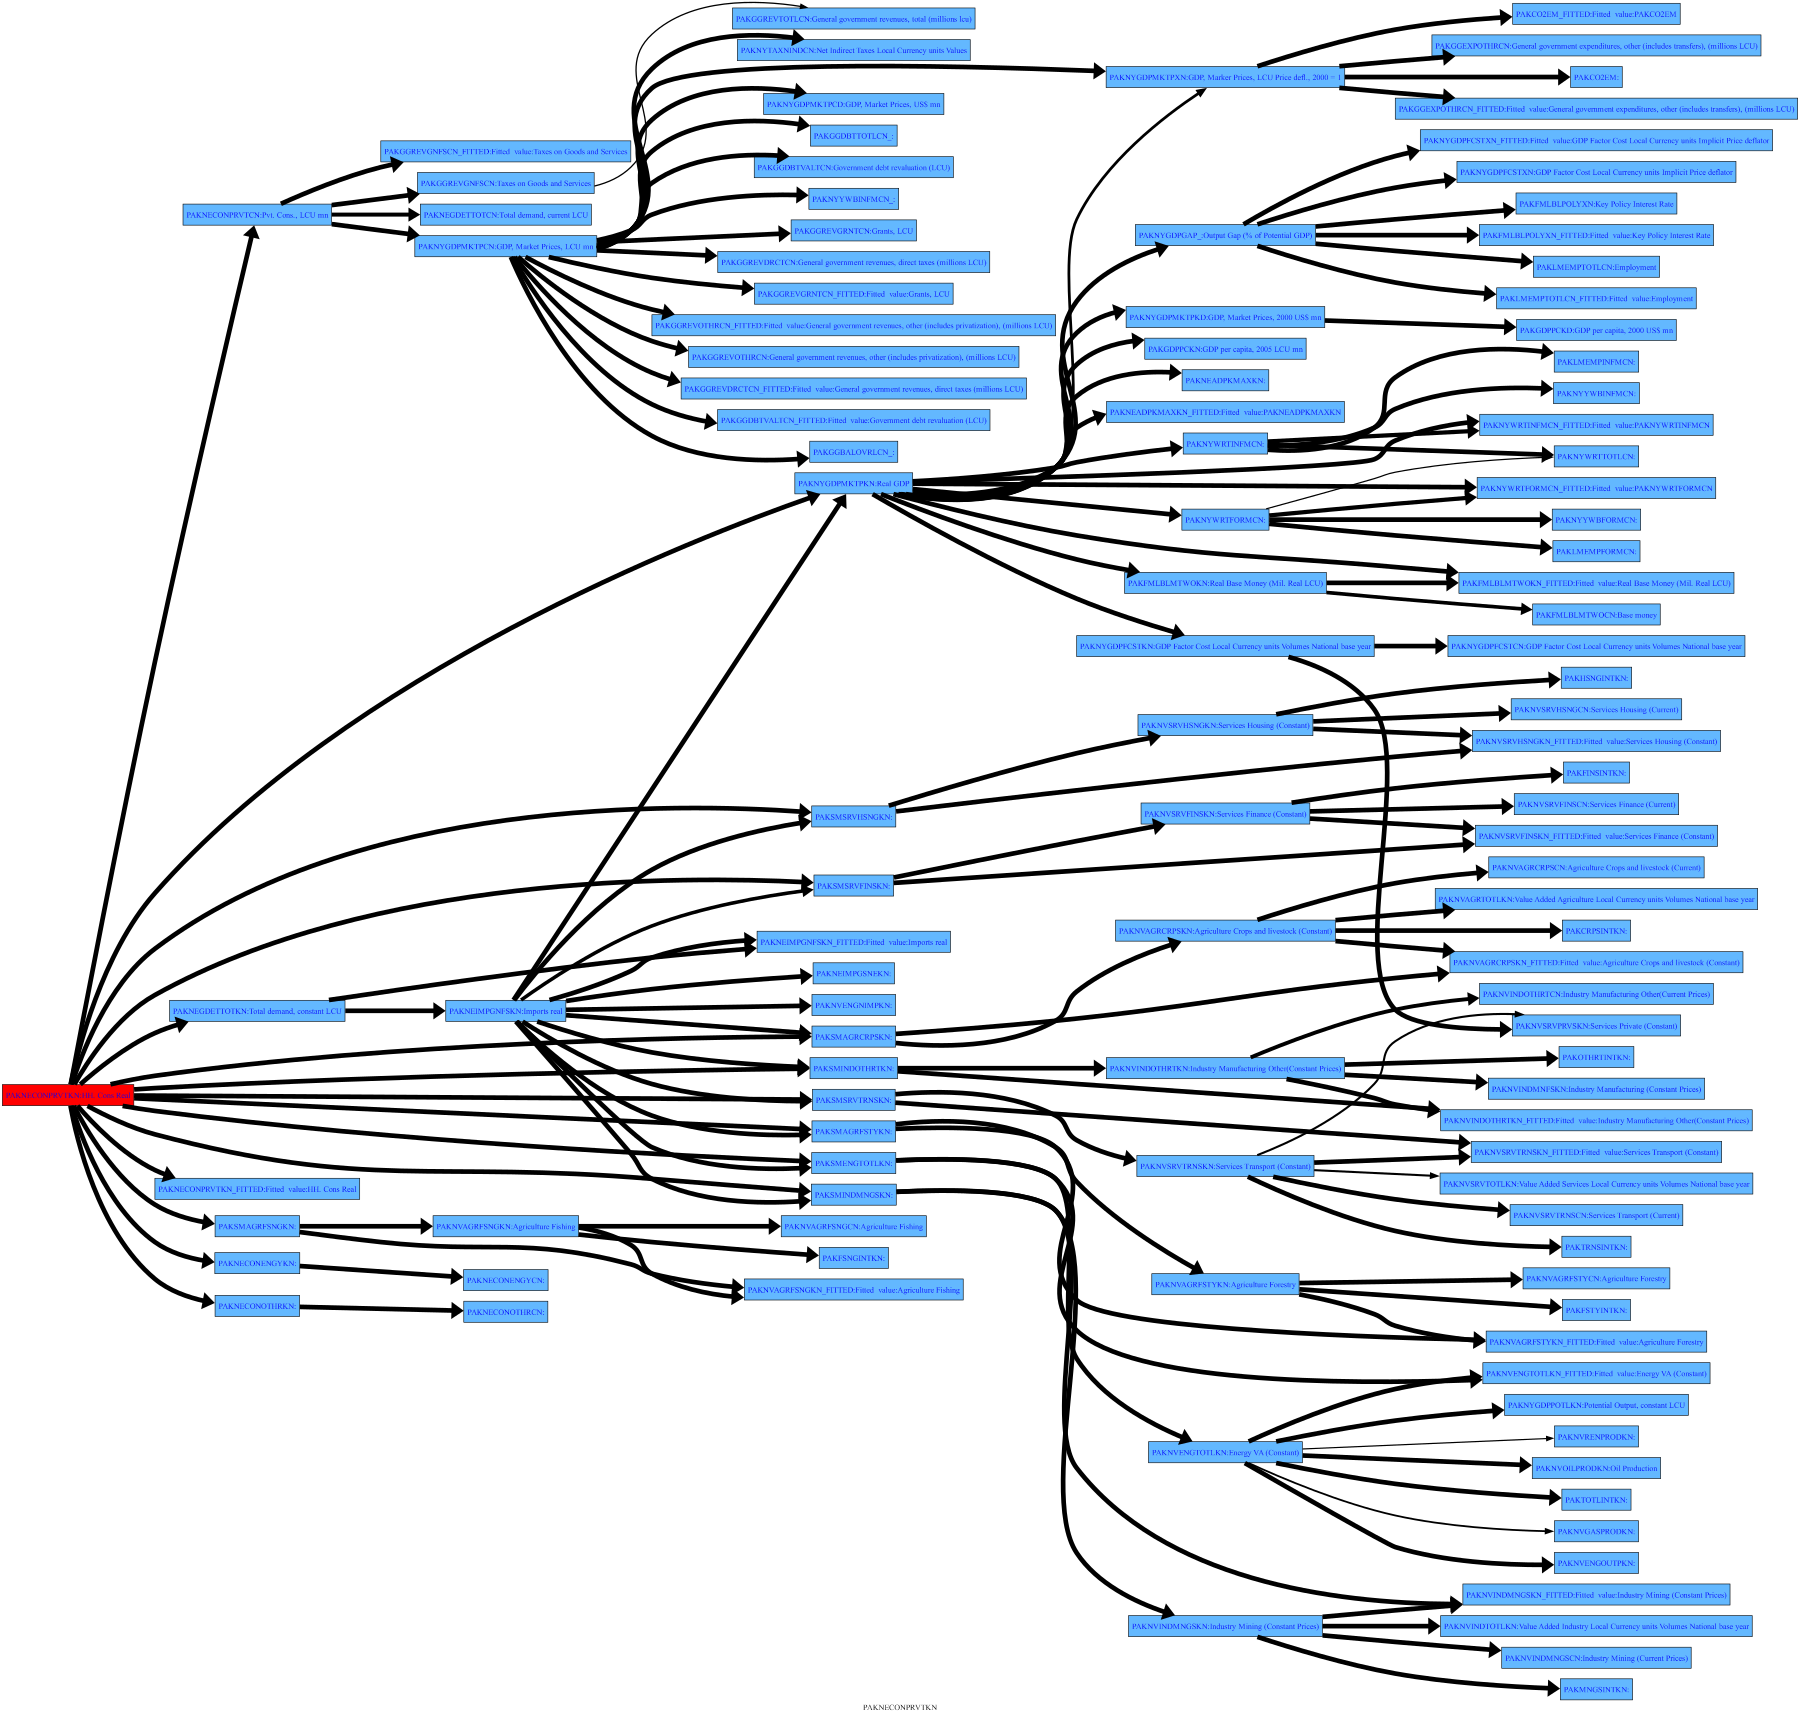 PAKGGREVTOTLCN:General government revenues, total (millions lcu)
PAKNYTAXNINDCN:Net Indirect Taxes Local Currency units Values
PAKNYGDPMKTPCD:GDP, Market Prices, US$ mn
PAKGGDBTTOTLCN_:
PAKGGREVGNFSCN_FITTED:Fitted value:Taxes on Goods and Services
PAKGGDBTVALTCN:Government debt revaluation (LCU)
PAKGGREVGNFSCN:Taxes on Goods and Services
PAKNYYWBINFMCN_:
PAKNECONPRVTCN:Pvt. Cons., LCU mn
PAKNEGDETTOTCN:Total demand, current LCU
PAKGGREVGRNTCN:Grants, LCU
PAKNYGDPMKTPCN:GDP, Market Prices, LCU mn
PAKGGREVDRCTCN:General government revenues, direct taxes (millions LCU)
PAKGGREVGRNTCN_FITTED:Fitted value:Grants, LCU
PAKGGREVOTHRCN_FITTED:Fitted value:General government revenues, other (includes privatization), (millions LCU)
PAKGGREVOTHRCN:General government revenues, other (includes privatization), (millions LCU)
PAKGGREVDRCTCN_FITTED:Fitted value:General government revenues, direct taxes (millions LCU)
PAKGGDBTVALTCN_FITTED:Fitted value:Government debt revaluation (LCU)
PAKGGBALOVRLCN_:
PAKNYGDPMKTPKN:Real GDP
PAKCO2EM_FITTED:Fitted value:PAKCO2EM
PAKGGEXPOTHRCN:General government expenditures, other (includes transfers), (millions LCU)
PAKNYGDPMKTPXN:GDP, Marker Prices, LCU Price defl., 2000 = 1
PAKCO2EM:
PAKGGEXPOTHRCN_FITTED:Fitted value:General government expenditures, other (includes transfers), (millions LCU)
PAKNYGDPFCSTXN_FITTED:Fitted value:GDP Factor Cost Local Currency units Implicit Price deflator
PAKNYGDPFCSTXN:GDP Factor Cost Local Currency units Implicit Price deflator
PAKFMLBLPOLYXN:Key Policy Interest Rate
PAKNYGDPGAP_:Output Gap (% of Potential GDP)
PAKFMLBLPOLYXN_FITTED:Fitted value:Key Policy Interest Rate
PAKLMEMPTOTLCN:Employment
PAKLMEMPTOTLCN_FITTED:Fitted value:Employment
PAKNYGDPMKTPKD:GDP, Market Prices, 2000 US$ mn
PAKGDPPCKD:GDP per capita, 2000 US$ mn
PAKGDPPCKN:GDP per capita, 2005 LCU mn
PAKLMEMPINFMCN:
PAKNEADPKMAXKN:
PAKNYYWBINFMCN:
PAKNEADPKMAXKN_FITTED:Fitted value:PAKNEADPKMAXKN
PAKNYWRTINFMCN_FITTED:Fitted value:PAKNYWRTINFMCN
PAKNYWRTINFMCN:
PAKNYWRTTOTLCN:
PAKNYWRTFORMCN_FITTED:Fitted value:PAKNYWRTFORMCN
PAKNYWRTFORMCN:
PAKNYYWBFORMCN:
PAKLMEMPFORMCN:
PAKFMLBLMTWOKN:Real Base Money (Mil. Real LCU)
PAKFMLBLMTWOKN_FITTED:Fitted value:Real Base Money (Mil. Real LCU)
PAKFMLBLMTWOCN:Base money
PAKNYGDPFCSTKN:GDP Factor Cost Local Currency units Volumes National base year
PAKNYGDPFCSTCN:GDP Factor Cost Local Currency units Volumes National base year
PAKHSNGINTKN:
PAKNVSRVHSNGCN:Services Housing (Current)
PAKNVSRVHSNGKN:Services Housing (Constant)
PAKNVSRVHSNGKN_FITTED:Fitted value:Services Housing (Constant)
PAKFINSINTKN:
PAKSMSRVHSNGKN:
PAKNVSRVFINSKN:Services Finance (Constant)
PAKNVSRVFINSCN:Services Finance (Current)
PAKNVSRVFINSKN_FITTED:Fitted value:Services Finance (Constant)
PAKSMSRVFINSKN:
PAKNVAGRCRPSCN:Agriculture Crops and livestock (Current)
PAKNVAGRTOTLKN:Value Added Agriculture Local Currency units Volumes National base year
PAKNVAGRCRPSKN:Agriculture Crops and livestock (Constant)
PAKCRPSINTKN:
PAKNEIMPGNFSKN_FITTED:Fitted value:Imports real
PAKNVAGRCRPSKN_FITTED:Fitted value:Agriculture Crops and livestock (Constant)
PAKNEIMPGSNEKN:
PAKNVINDOTHRTCN:Industry Manufacturing Other(Current Prices)
PAKNEGDETTOTKN:Total demand, constant LCU
PAKNEIMPGNFSKN:Imports real
PAKNVENGNIMPKN:
PAKNVSRVPRVSKN:Services Private (Constant)
PAKSMAGRCRPSKN:
PAKOTHRTINTKN:
PAKSMINDOTHRTKN:
PAKNVINDOTHRTKN:Industry Manufacturing Other(Constant Prices)
PAKNVINDMNFSKN:Industry Manufacturing (Constant Prices)
PAKNECONPRVTKN:HH. Cons Real
PAKSMSRVTRNSKN:
PAKNVINDOTHRTKN_FITTED:Fitted value:Industry Manufacturing Other(Constant Prices)
PAKSMAGRFSTYKN:
PAKNVSRVTRNSKN_FITTED:Fitted value:Services Transport (Constant)
PAKSMENGTOTLKN:
PAKNVSRVTRNSKN:Services Transport (Constant)
PAKNVSRVTOTLKN:Value Added Services Local Currency units Volumes National base year
PAKNECONPRVTKN_FITTED:Fitted value:HH. Cons Real
PAKSMINDMNGSKN:
PAKNVSRVTRNSCN:Services Transport (Current)
PAKSMAGRFSNGKN:
PAKNVAGRFSNGKN:Agriculture Fishing
PAKNVAGRFSNGCN:Agriculture Fishing
PAKTRNSINTKN:
PAKFSNGINTKN:
PAKNECONENGYKN:
PAKNECONENGYCN:
PAKNVAGRFSNGKN_FITTED:Fitted value:Agriculture Fishing
PAKNVAGRFSTYKN:Agriculture Forestry
PAKNVAGRFSTYCN:Agriculture Forestry
PAKNECONOTHRKN:
PAKNECONOTHRCN:
PAKFSTYINTKN:
PAKNVAGRFSTYKN_FITTED:Fitted value:Agriculture Forestry
PAKNVENGTOTLKN_FITTED:Fitted value:Energy VA (Constant)
PAKNYGDPPOTLKN:Potential Output, constant LCU
PAKNVRENPRODKN:
PAKNVENGTOTLKN:Energy VA (Constant)
PAKNVOILPRODKN:Oil Production
PAKTOTLINTKN:
PAKNVGASPRODKN:
PAKNVENGOUTPKN:
PAKNVINDMNGSKN_FITTED:Fitted value:Industry Mining (Constant Prices)
PAKNVINDMNGSKN:Industry Mining (Constant Prices)
PAKNVINDTOTLKN:Value Added Industry Local Currency units Volumes National base year
PAKNVINDMNGSCN:Industry Mining (Current Prices)
PAKMNGSINTKN:
PAKNECONPRVTKN